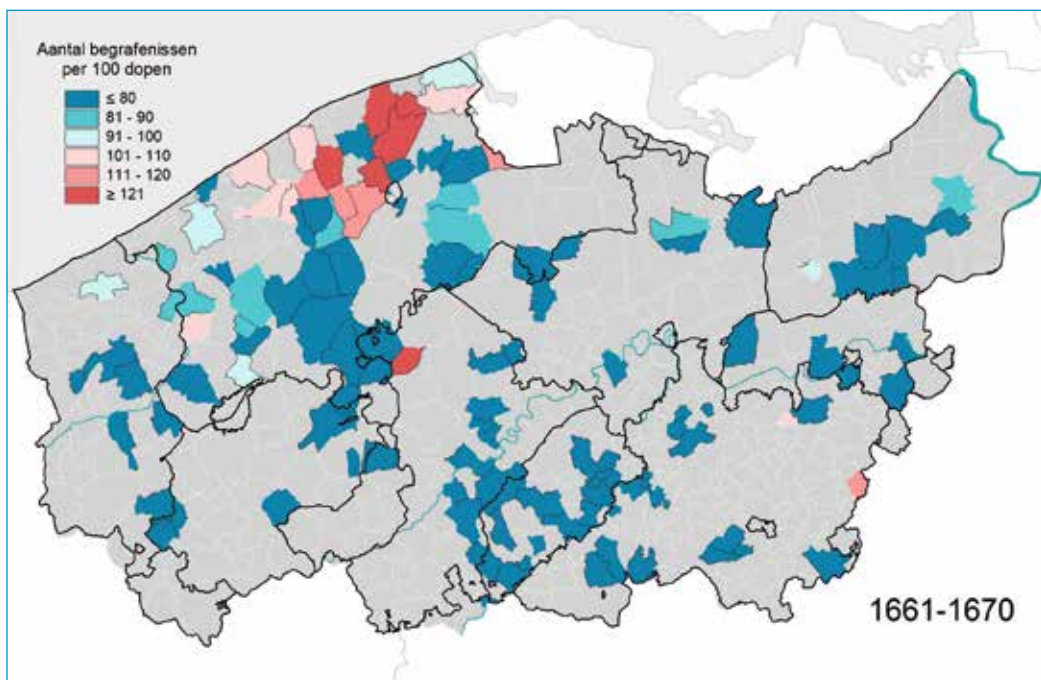 Aantal begrafenissen
per 100 dopen
≤ 80
81 - 90
91 - 100
101 - 110
111 - 120
≥ 121
1661-1670